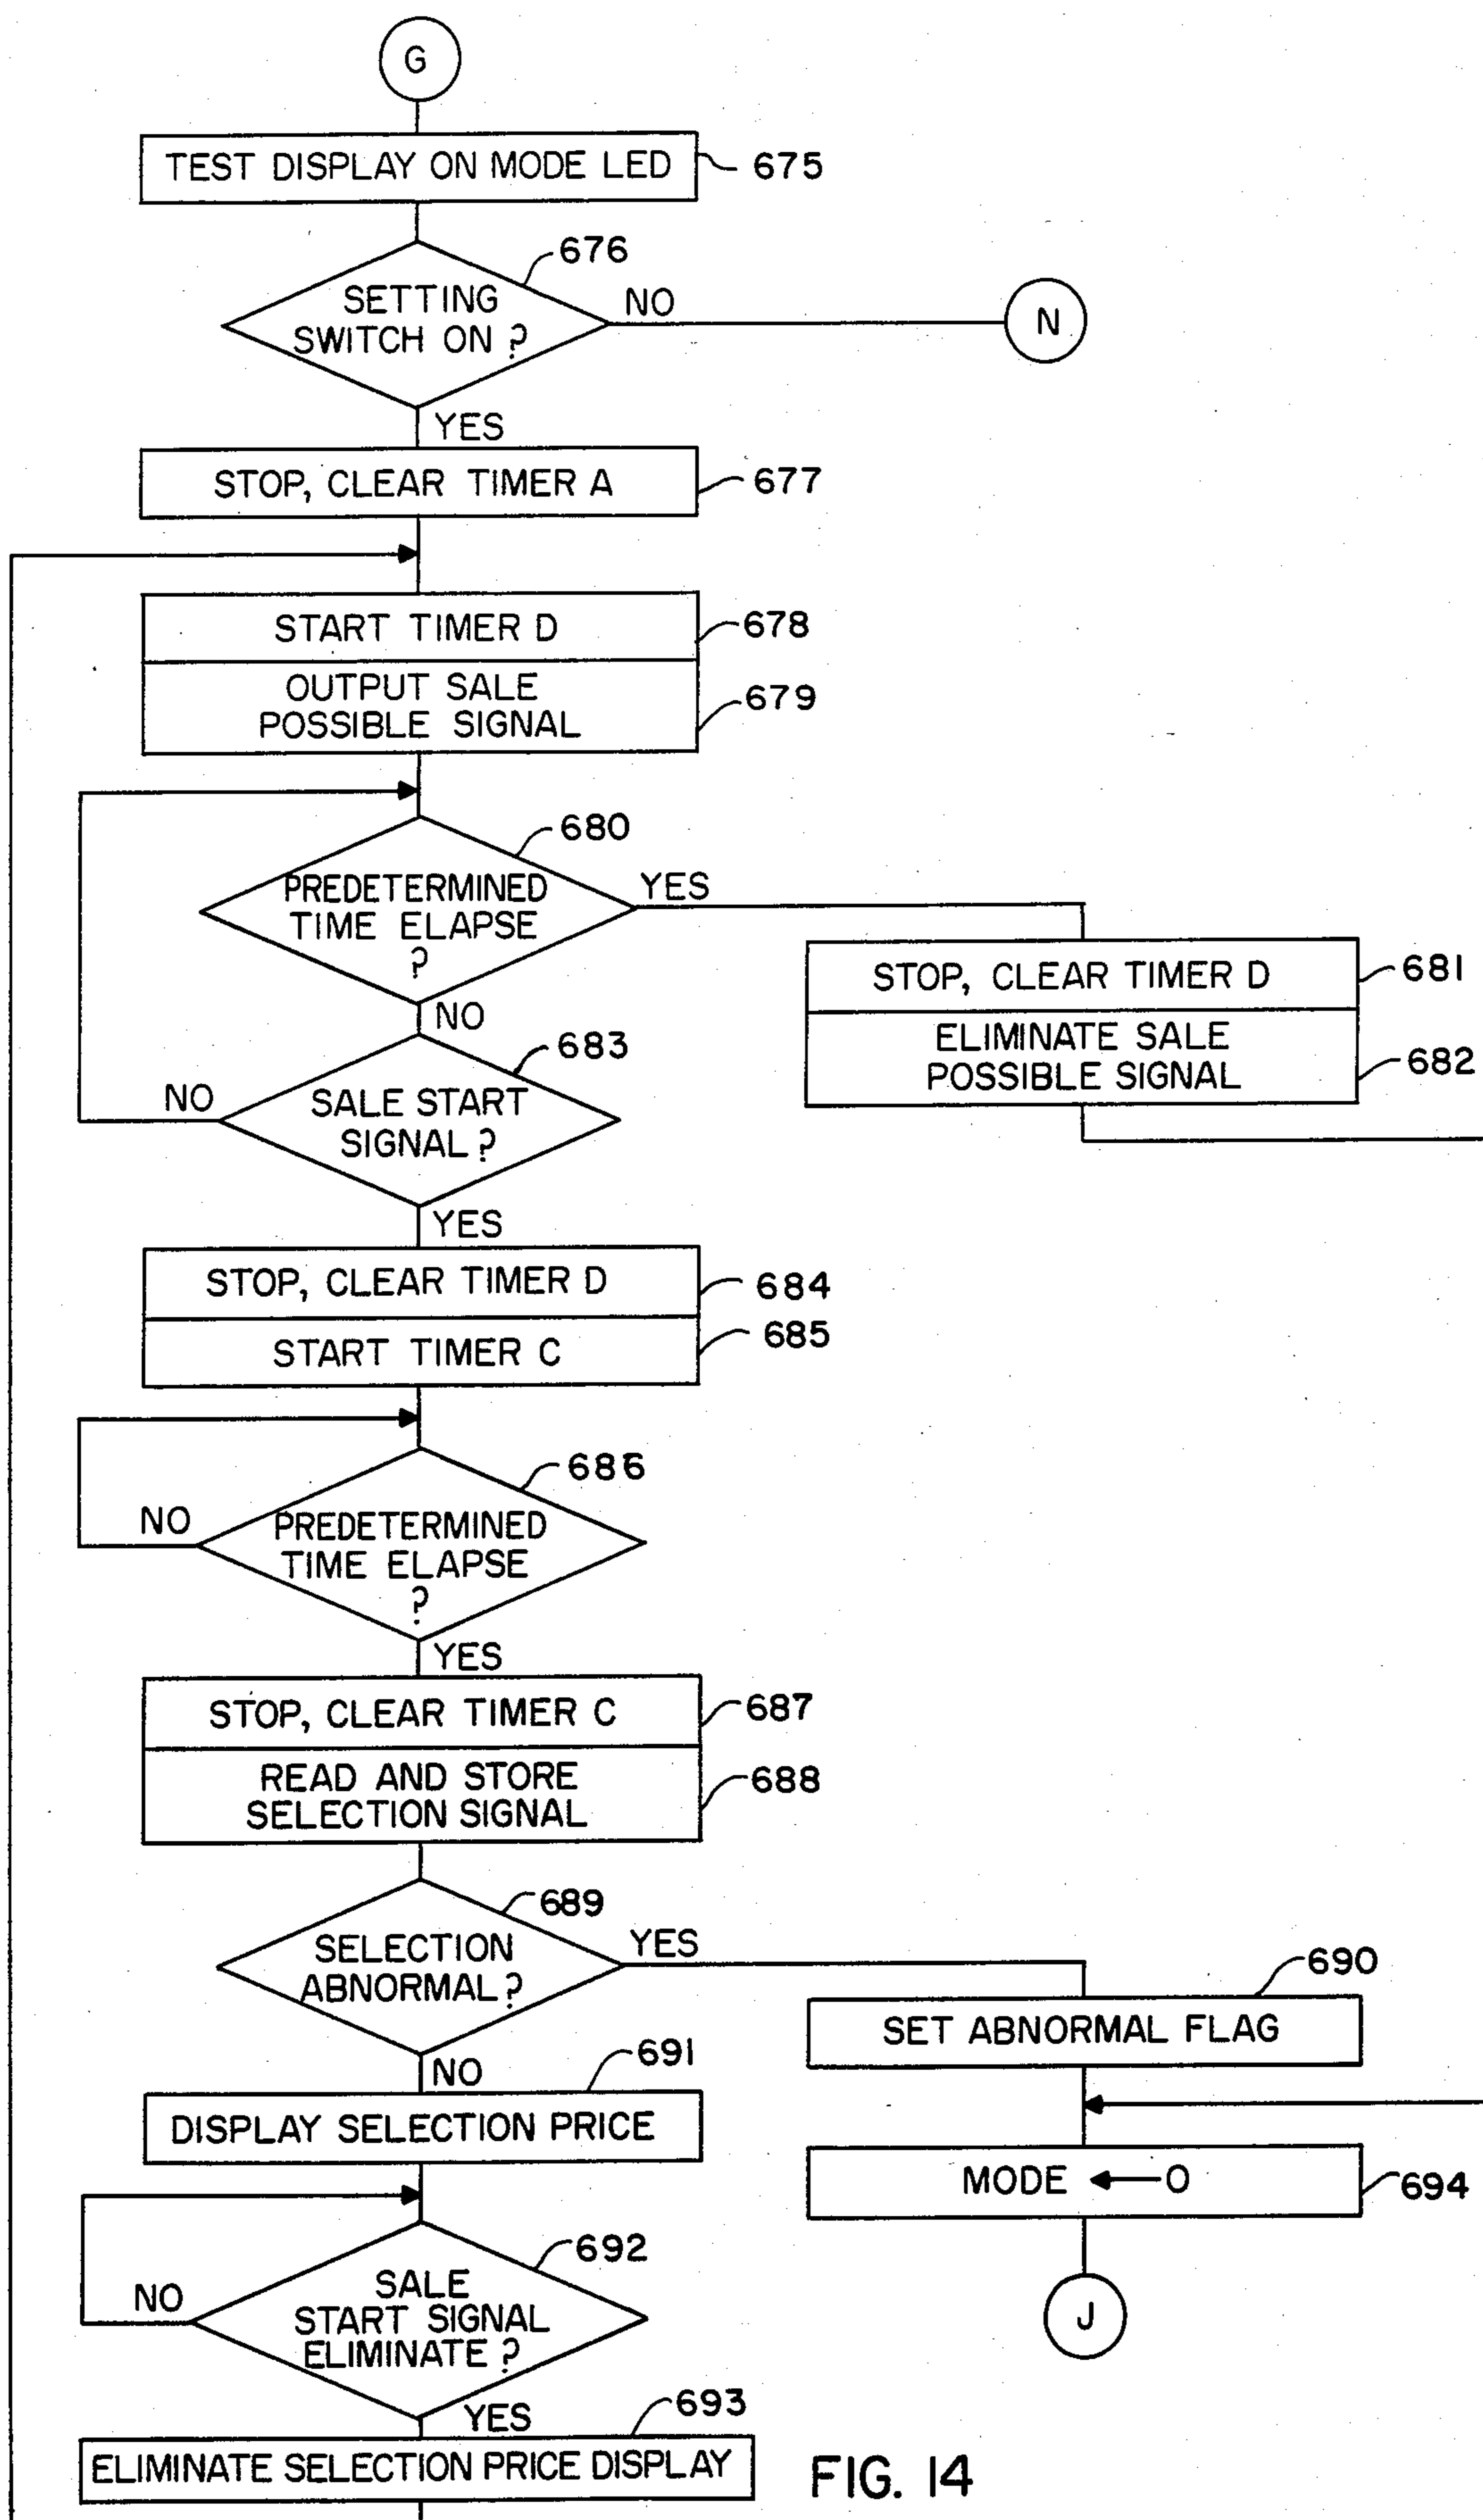 G
TEST DISPLAY ON MODE LED
675
676
SETTING
SWITCH ON ?
NO
N
YES
STOP, CLEAR TIMER A
677
START TIMER D
678
OUTPUT SALE
POSSIBLE SIGNAL
679
680
PREDETERMINED
TIME ELAPSE
?
YES
STOP, CLEAR TIMER D
681
ELIMINATE SALE
POSSIBLE SIGNAL
682
NO
683
SALE START
SIGNAL ?
NO
YES
STOP, CLEAR TIMER D
684
START TIMER C
685
686
PREDETERMINED
TIME ELAPSE
?
NO
YES
STOP, CLEAR TIMER C
687
READ AND STORE
SELECTION SIGNAL
688
689
SELECTION
ABNORMAL ?
YES
690
SET ABNORMAL FLAG
NO
691
DISPLAY SELECTION PRICE
MODE ← O
694
692
SALE
START SIGNAL
ELIMINATE ?
NO
J
YES
693
ELIMINATE SELECTION PRICE DISPLAY
FIG. 14